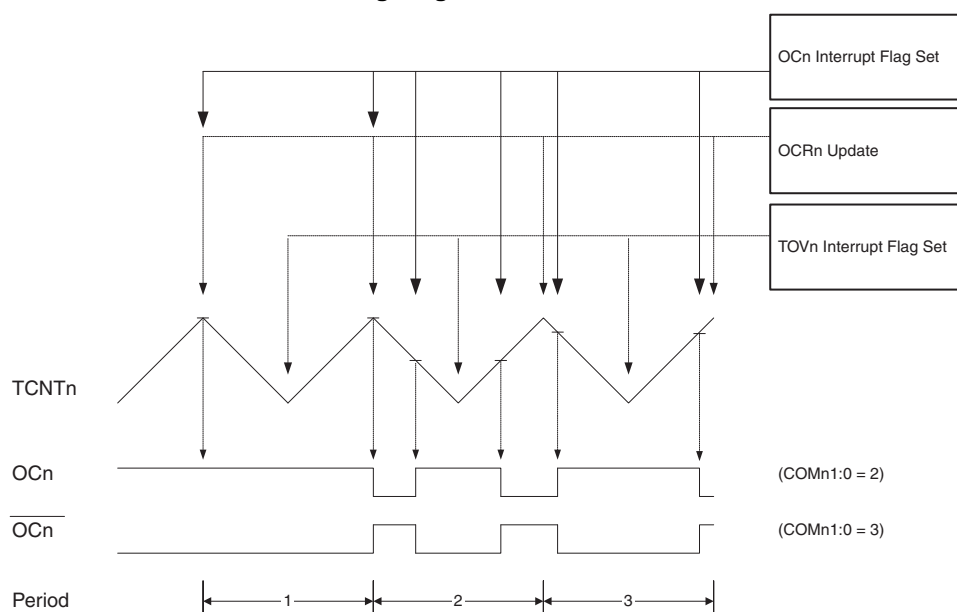 OCn Interrupt Flag Set
OCRn Update
TOVn Interrupt Flag Set
TCNTn
OCn
(COMn1:0 = 2)
OCn
(COMn1:0 = 3)
Period
1
2
3